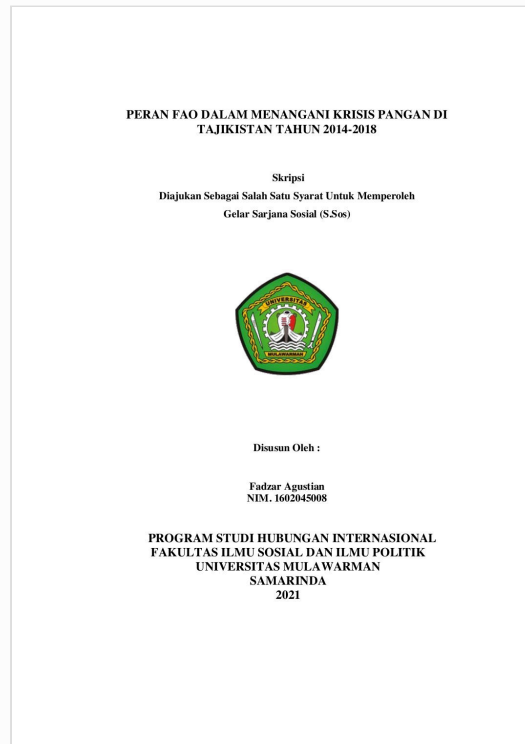 PERAN FAO DALAM MENANGANI KRISIS PANGAN DI
TAJIKISTAN TAHUN 2014-2018
Skripsi
Diajukan Sebagai Salah Satu Syarat Untuk Memperoleh
Gelar Sarjana Sosial (S.Sos)
UNIVERSITAS
MULAWARMAN
Disusun Oleh :
Fadzar Agustian
NIM. 1602045008
PROGRAM STUDI HUBUNGAN INTERNASIONAL
FAKULTAS ILMU SOSIAL DAN ILMU POLITIK
UNIVERSITAS MULAWARMAN
SAMARINDA
2021